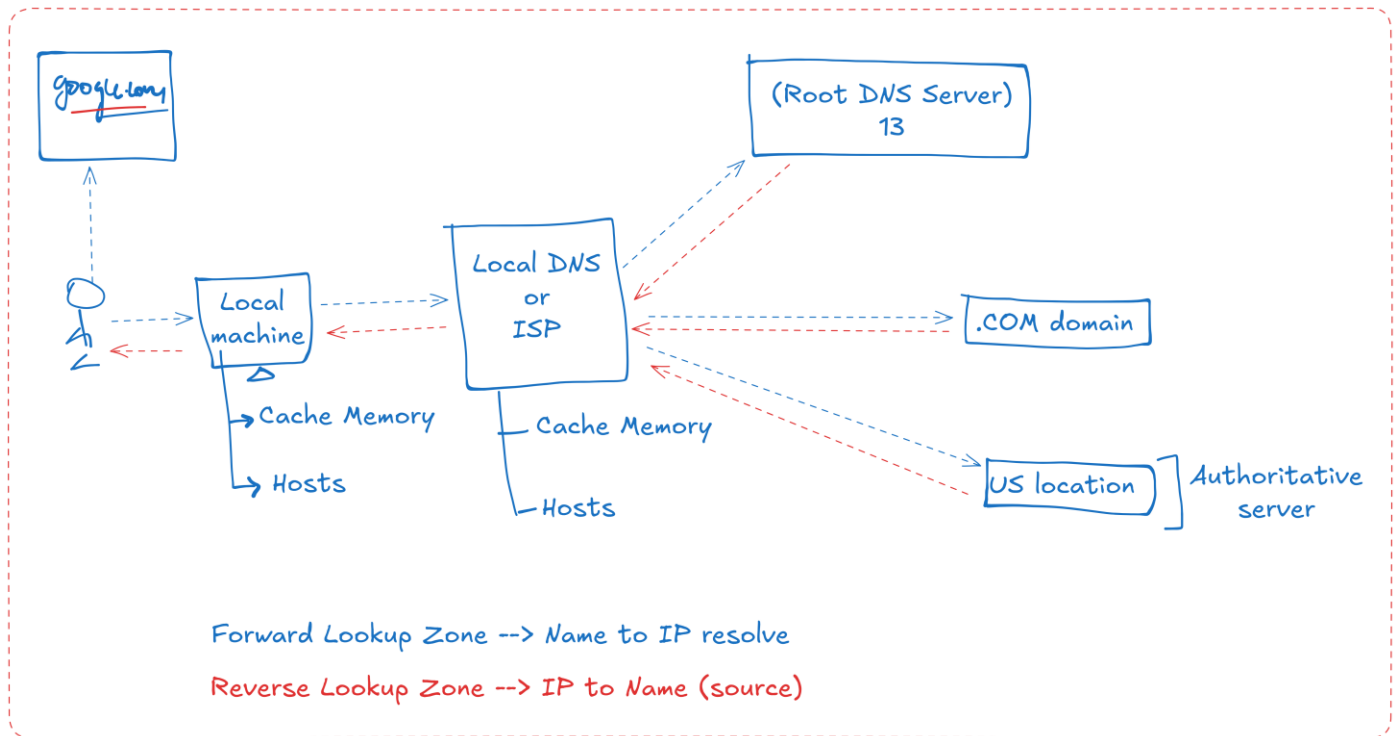 google.com
(Root DNS Server)
13
Local DNS
or
ISP
Local
machine
.COM domain
Cache Memory
Hosts
Cache Memory
Hosts
US location
Authoritative
server
Forward Lookup Zone --> Name to IP resolve
Reverse Lookup Zone --> IP to Name (source)